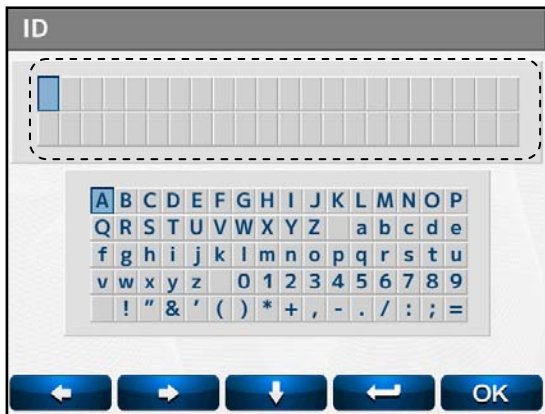 ID
A B C D E F G H I J K L M N O P
Q R S T U V W X Y Z a b c d e
f g h i j k l m n o p q r s t u
v w x y z 0 1 2 3 4 5 6 7 8 9
! " & ' ( ) * + , - . / : ; =
OK